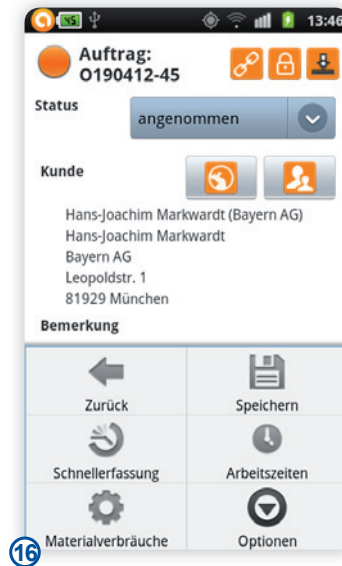 45 13:46
Auftrag:
O190412-45
Status
angenommen
Kunde
Hans-Joachim Markwardt (Bayern AG)
Hans-Joachim Markwardt
Bayern AG
Leopoldstr. 1
81929 München
Bemerkung
Zurück Speichern
Schnellerfassung Arbeitszeiten
Materialverbräuche Optionen
16